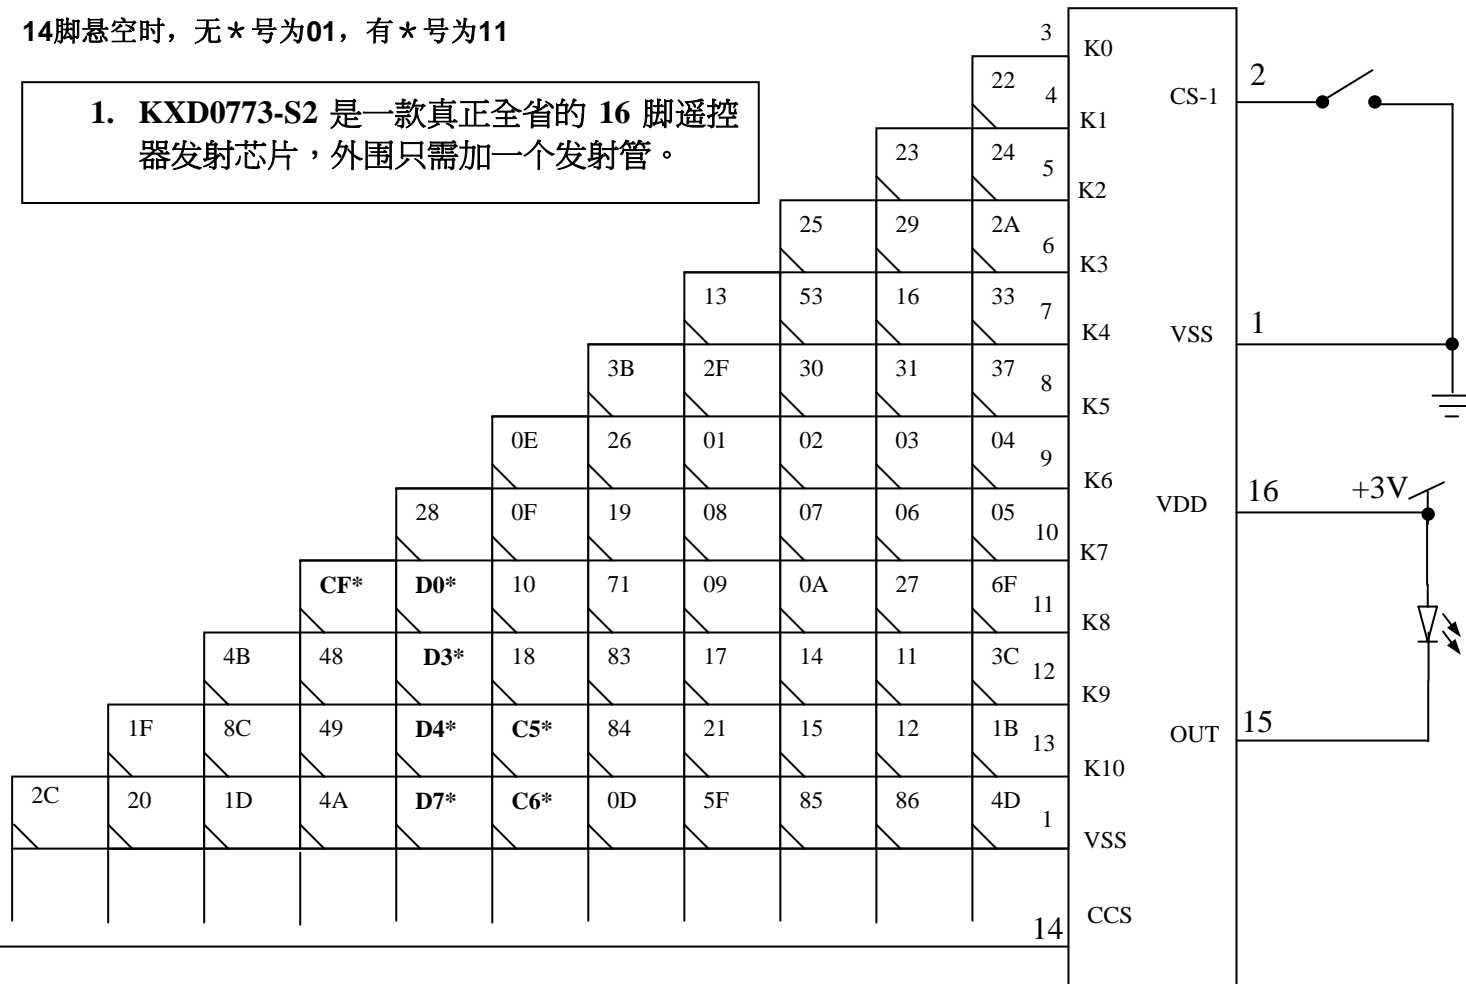 14脚悬空时，无＊号为01，有＊号为11
1. KXD0773-S2 是一款真正全省的 16 脚遥控
器发射芯片，外围只需加一个发射管。
3 K0
22 4 K1
23 24 5 K2
25 29 2A 6 K3
13 53 16 33 7 K4
3B 2F 30 31 37 8 K5
0E 26 01 02 03 04 9 K6
28 0F 19 08 07 06 05 10 K7
CF* D0* 10 71 09 0A 27 6F 11 K8
4B 48 D3* 18 83 17 14 11 3C 12 K9
1F 8C 49 D4* C5* 84 21 15 12 1B 13 K10
2C 20 1D 4A D7* C6* 0D 5F 85 86 4D 1 VSS
14 CCS
CS-1 2
VSS 1
VDD 16 +3V
OUT 15